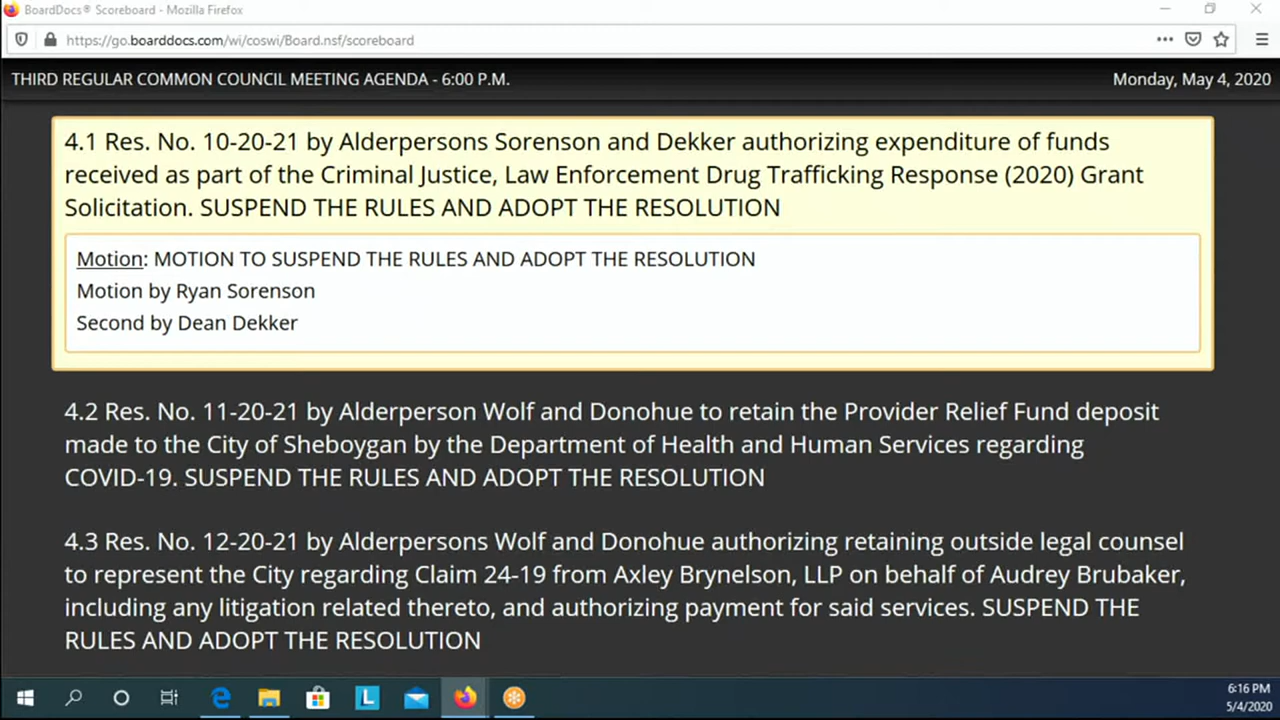 BoardDocs® Scoreboard - Mozilla Firefox
https://go.boarddocs.com/wi/coswi/Board.nsf/scoreboard
THIRD REGULAR COMMON COUNCIL MEETING AGENDA - 6:00 P.M. Monday, May 4, 2020
4.1 Res. No. 10-20-21 by Alderpersons Sorenson and Dekker authorizing expenditure of funds
received as part of the Criminal Justice, Law Enforcement Drug Trafficking Response (2020) Grant
Solicitation. SUSPEND THE RULES AND ADOPT THE RESOLUTION
Motion: MOTION TO SUSPEND THE RULES AND ADOPT THE RESOLUTION
Motion by Ryan Sorenson
Second by Dean Dekker
4.2 Res. No. 11-20-21 by Alderperson Wolf and Donohue to retain the Provider Relief Fund deposit
made to the City of Sheboygan by the Department of Health and Human Services regarding
COVID-19. SUSPEND THE RULES AND ADOPT THE RESOLUTION
4.3 Res. No. 12-20-21 by Alderpersons Wolf and Donohue authorizing retaining outside legal counsel
to represent the City regarding Claim 24-19 from Axley Brynelson, LLP on behalf of Audrey Brubaker,
including any litigation related thereto, and authorizing payment for said services. SUSPEND THE
RULES AND ADOPT THE RESOLUTION
L
6:16 PM
5/4/2020